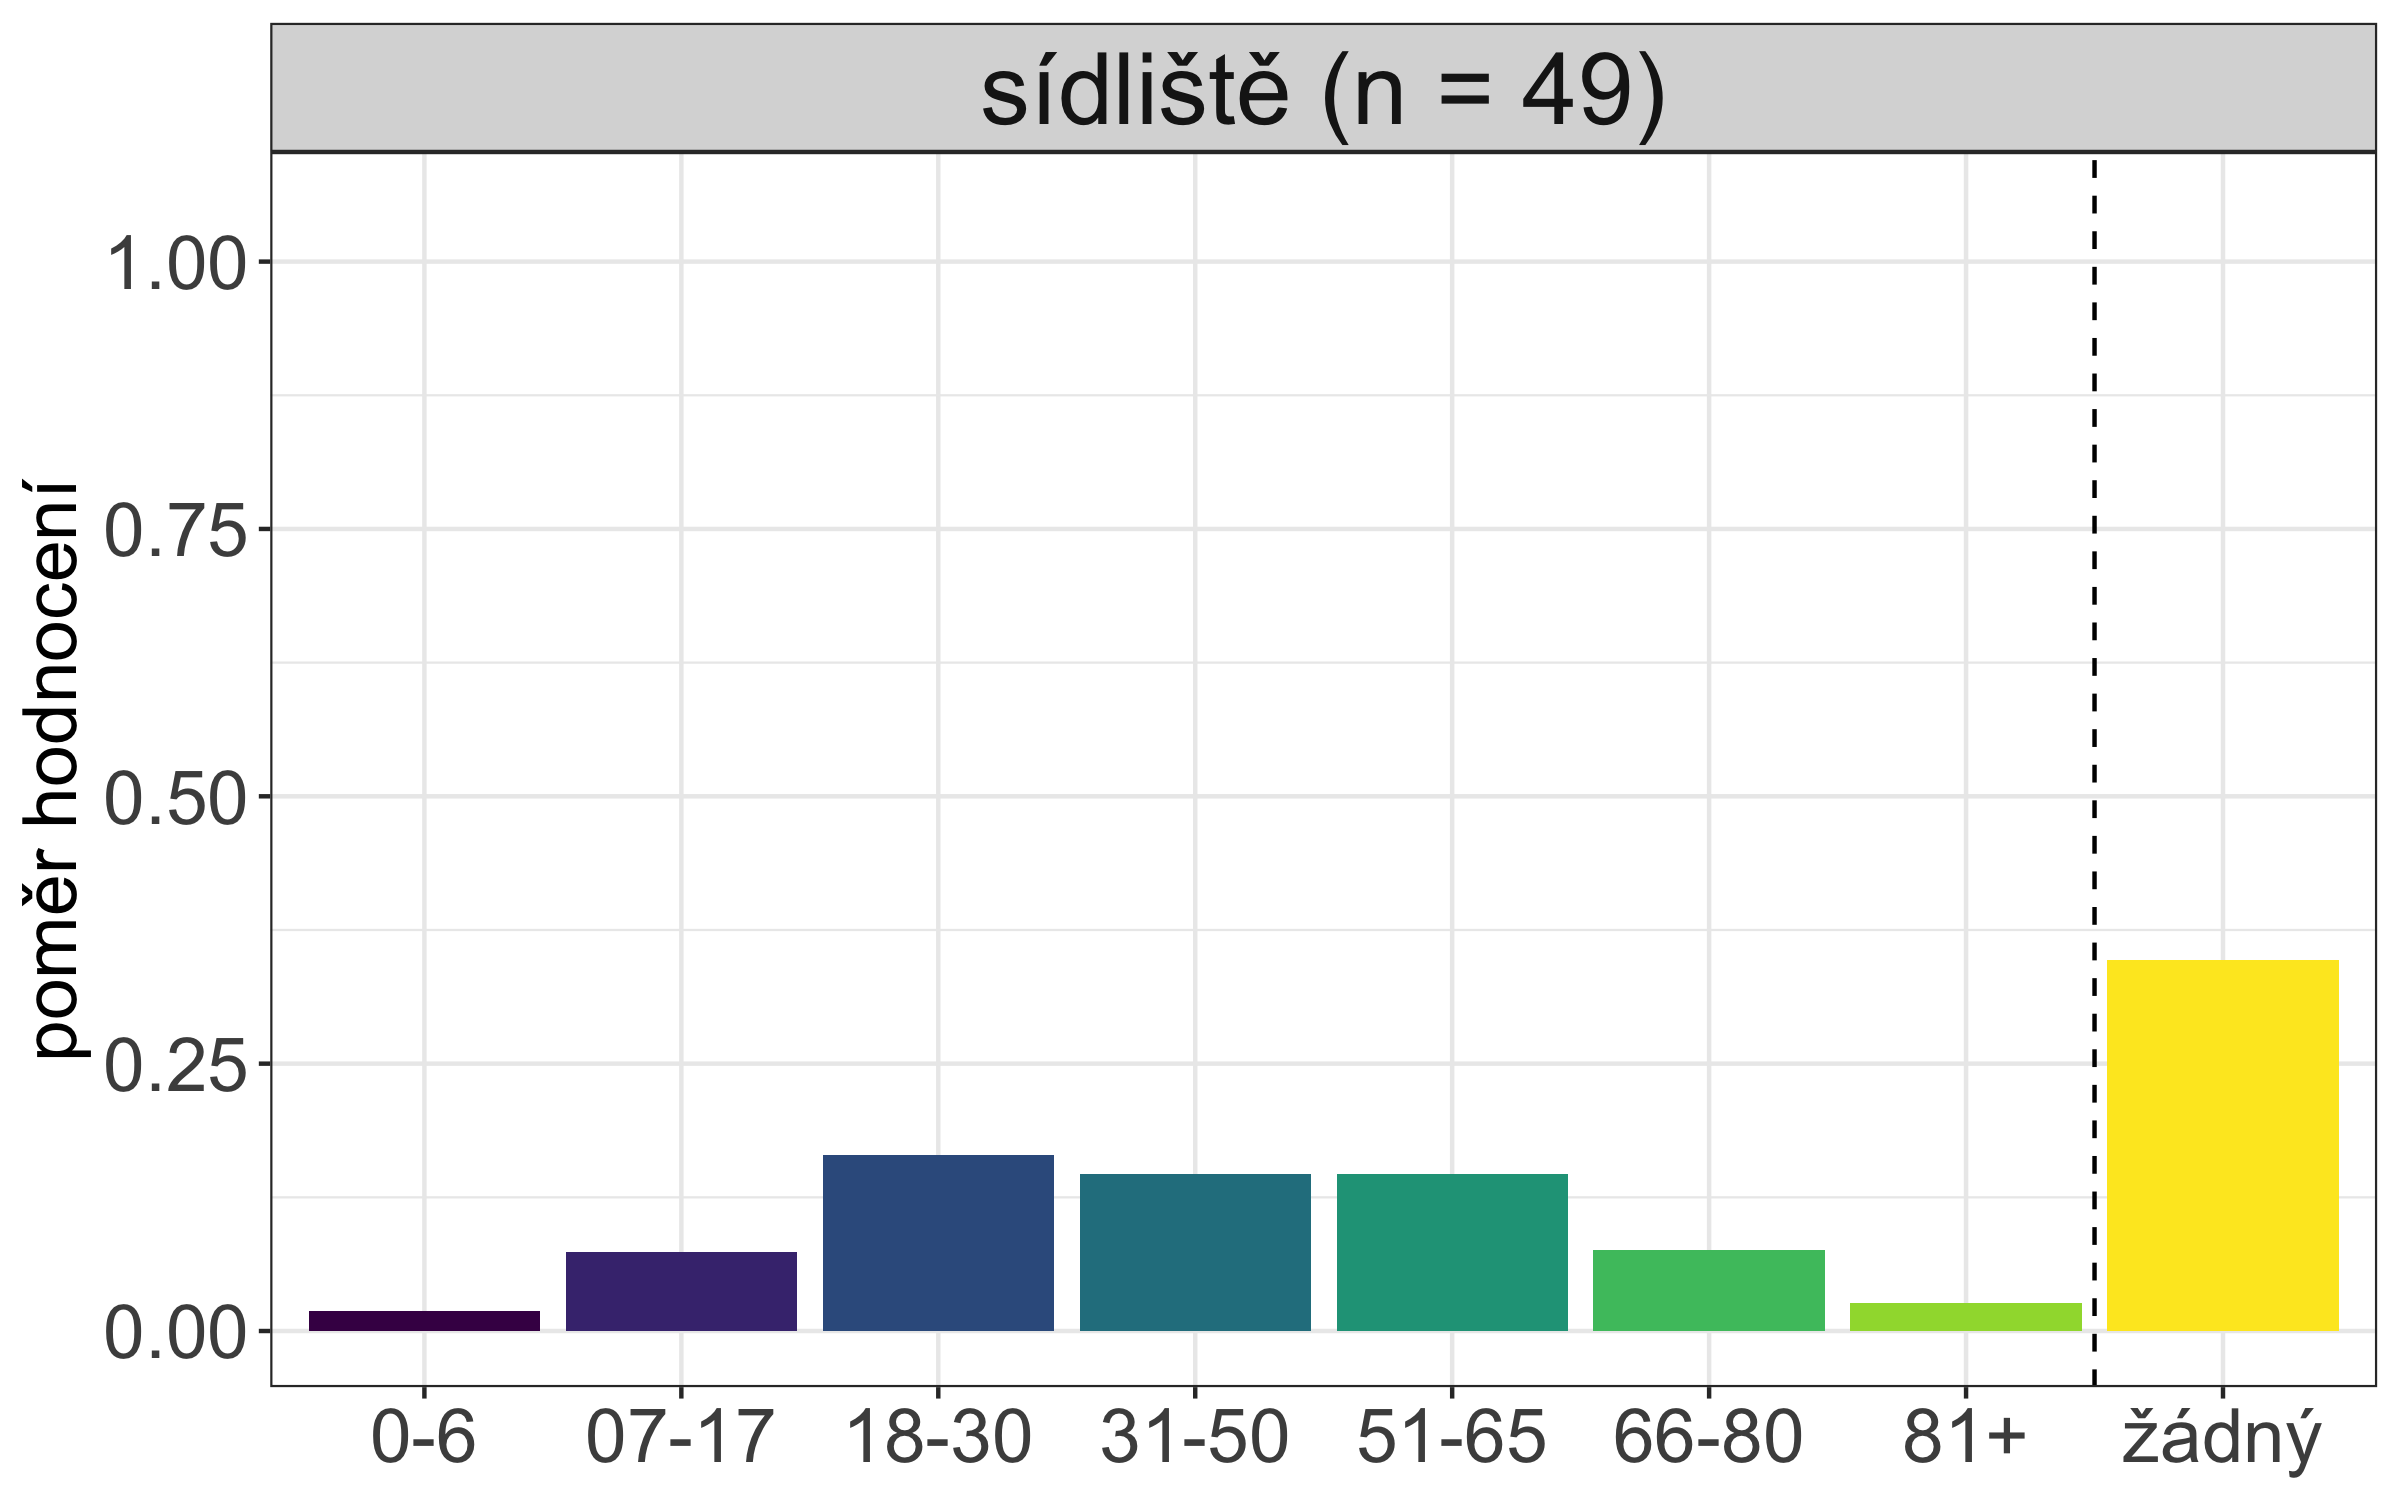 sídliště (n = 49)
poměr hodnocení
1.00
0.75
0.50
0.25
0.00
0-6 07-17 18-30 31-50 51-65 66-80 81+ žádný